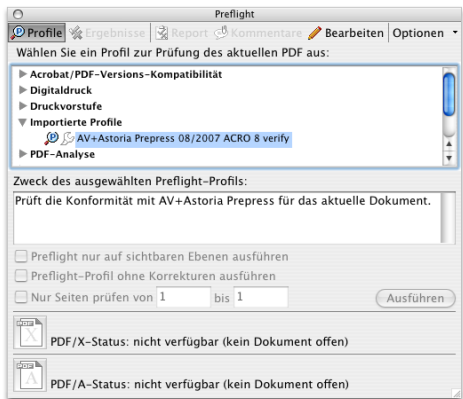 Preflight
Profile Ergebnisse Report Kommentare Bearbeiten Optionen
Wählen Sie ein Profil zur Prüfung des aktuellen PDF aus:
Acrobat/PDF-Versions-Kompatibilität
Digitaldruck
Druckvorstufe
Importierte Profile
AV+Astoria Prepress 08/2007 ACRO 8 verify
PDF-Analyse
Zweck des ausgewählten Preflight-Profils:
Prüft die Konformität mit AV+Astoria Prepress für das aktuelle Dokument.
Preflight nur auf sichtbaren Ebenen ausführen
Preflight-Profil ohne Korrekturen ausführen
Nur Seiten prüfen von 1 bis 1 Ausführen
PDF/X-Status: nicht verfügbar (kein Dokument offen)
PDF/A-Status: nicht verfügbar (kein Dokument offen)